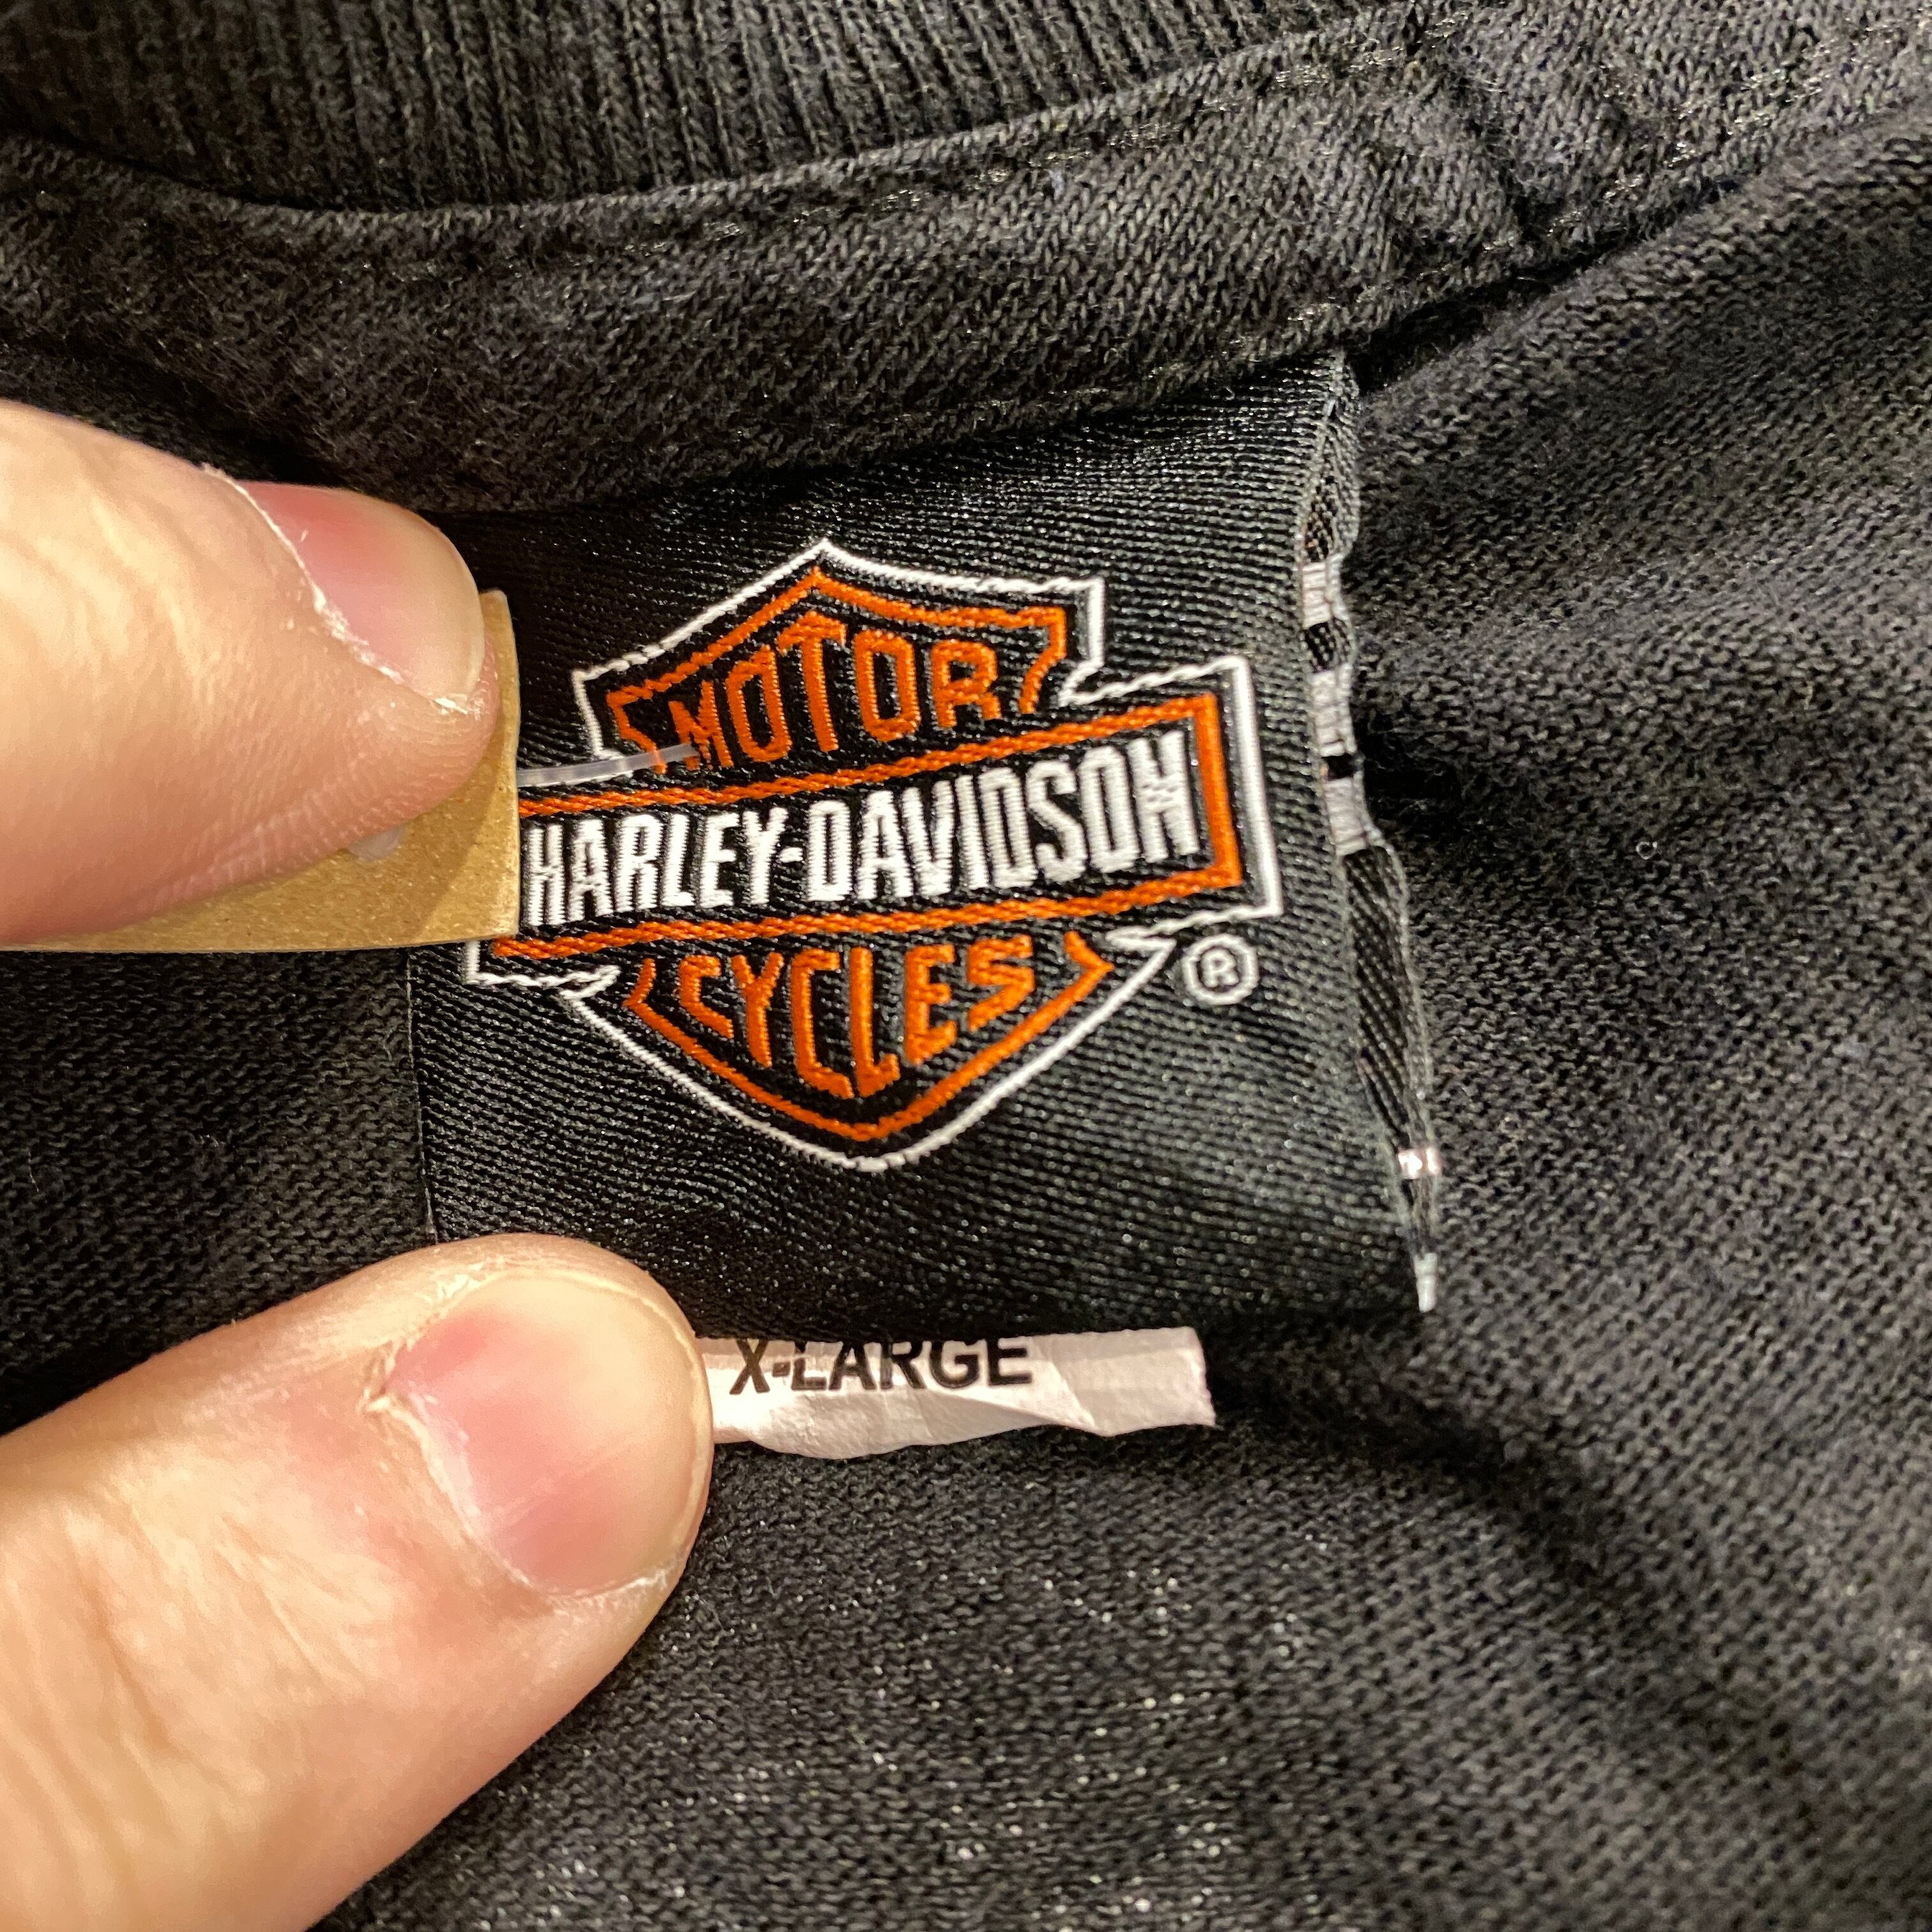 MOTOR
HARLEY-DAVIDSON
CYCLES
®
X-LARGE